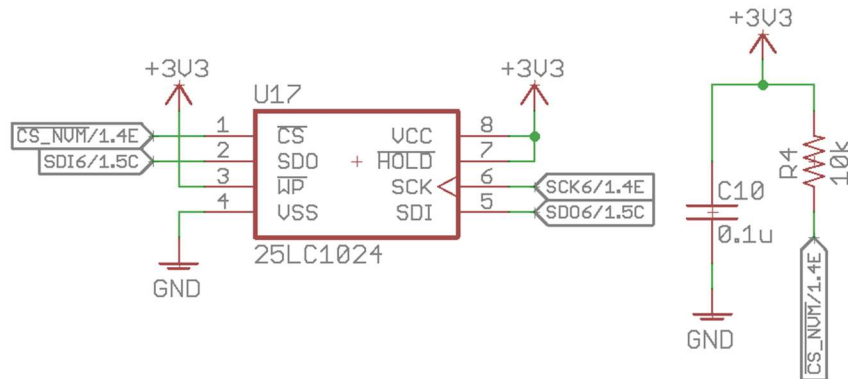 +3V3
+3V3
+3V3
U17
CS_NVM/1.4E
1
CS
VCC
8
SDI6/1.5C
2
SDO
HOLD
7
3
WP
SCK
6
SCK6/1.4E
4
VSS
SDI
5
SDO6/1.5C
25LC1024
GND
C10
0.1u
GND
R4
10k
CS_NVM/1.4E